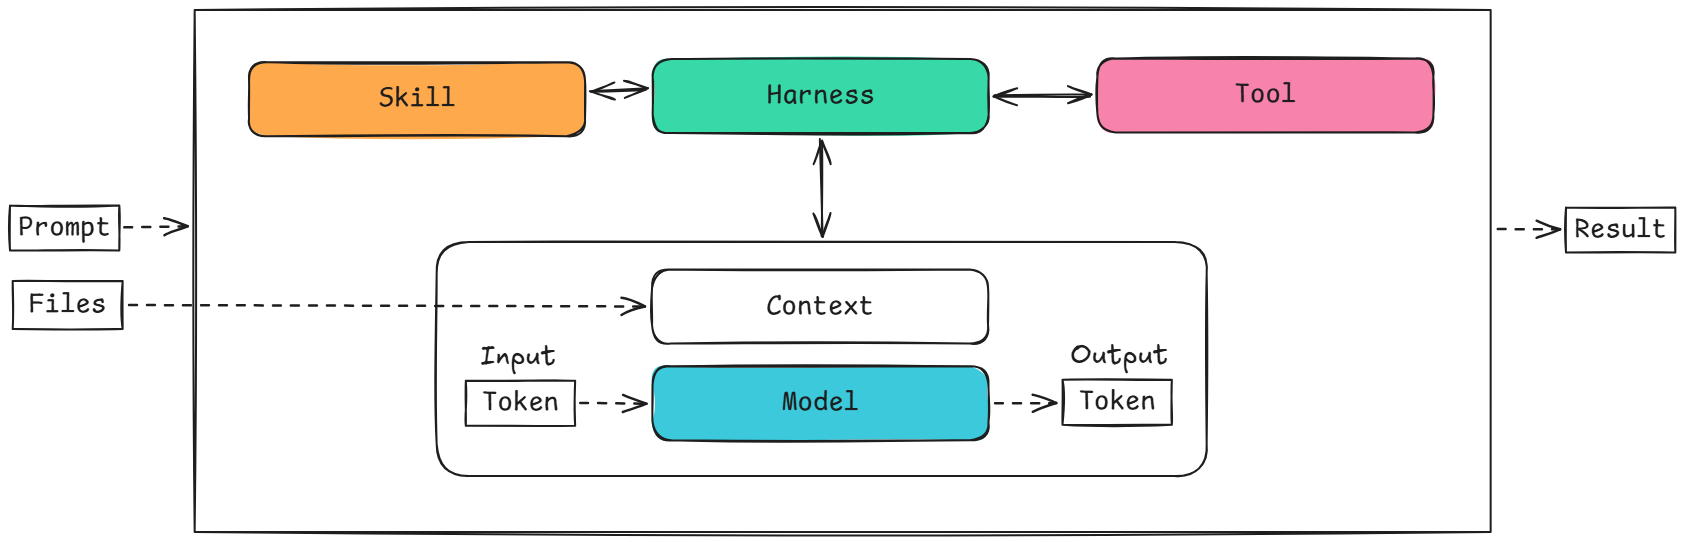 Skill
Harness
Tool
Prompt
Result
Files
Context
Input
Output
Token
Model
Token